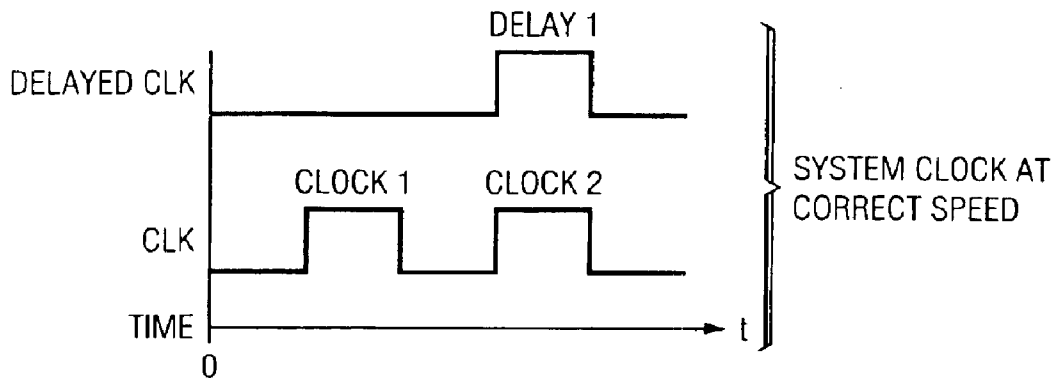 DELAY 1
DELAYED CLK
CLOCK 1
CLOCK 2
CLK
TIME
0
t
SYSTEM CLOCK AT
CORRECT SPEED